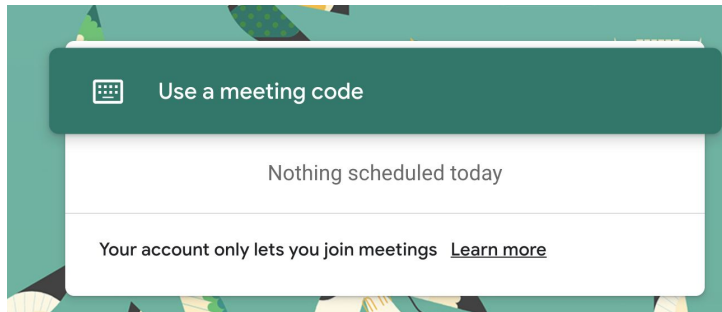 Use a meeting code
Nothing scheduled today
Your account only lets you join meetings Learn more